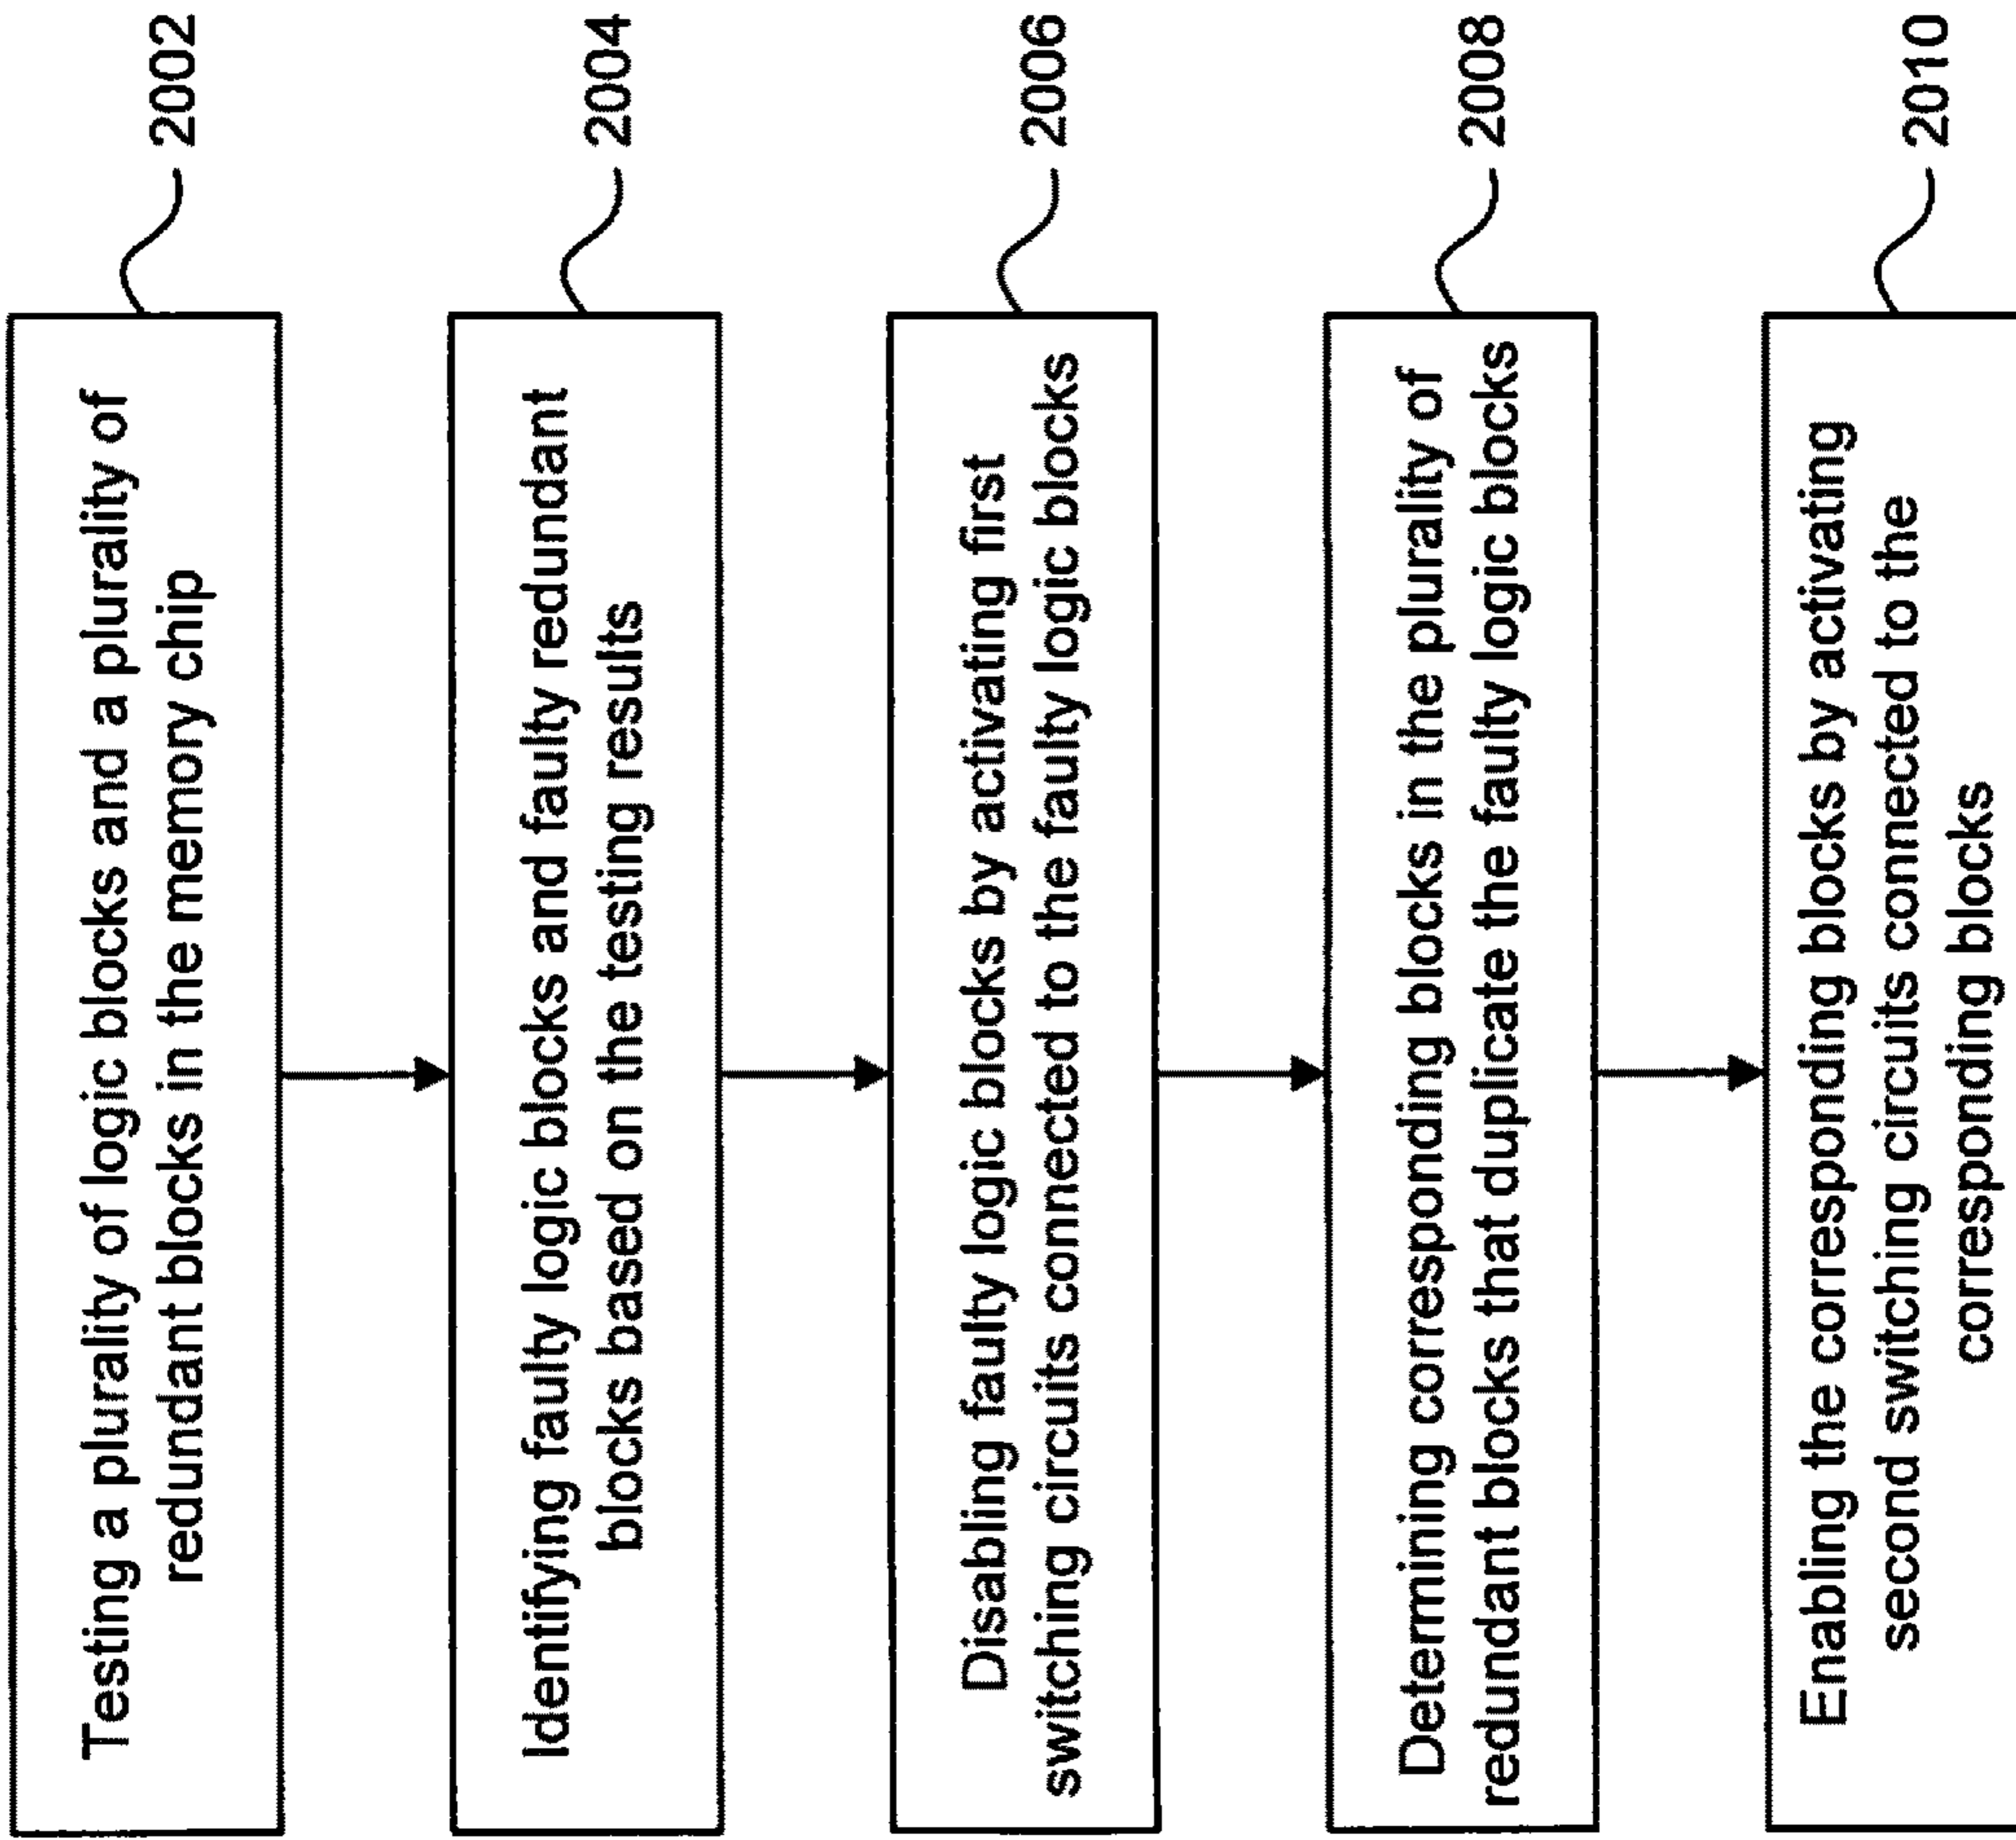 Testing a plurality of logic blocks and a plurality of
redundant blocks in the memory chip
2002
Identifying faulty logic blocks and faulty redundant
blocks based on the testing results
2004
Disabling faulty logic blocks by activating first
switching circuits connected to the faulty logic blocks
2006
Determining corresponding blocks in the plurality of
redundant blocks that duplicate the faulty logic blocks
2008
Enabling the corresponding blocks by activating
second switching circuits connected to the
corresponding blocks
2010